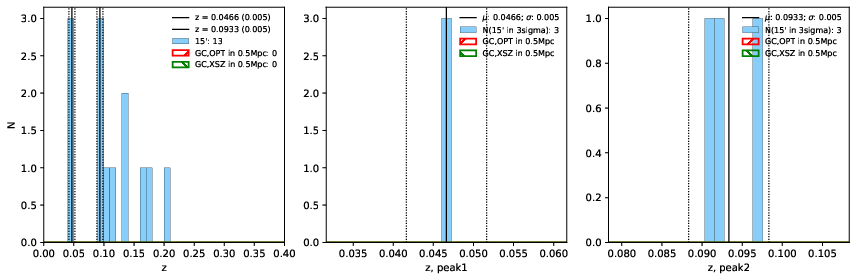 z = 0.0466 (0.005)
z = 0.0933 (0.005)
15': 13
GC,OPT in 0.5Mpc: 0
GC,XSZ in 0.5Mpc: 0
3.0
2.5
2.0
1.5
1.0
0.5
0.0
N
0.00 0.05 0.10 0.15 0.20 0.25 0.30 0.35 0.40
z
μ: 0.0466; σ: 0.005
N(15' in 3sigma): 3
GC,OPT in 0.5Mpc
GC,XSZ in 0.5Mpc
3.0
2.5
2.0
1.5
1.0
0.5
0.0
0.035 0.040 0.045 0.050 0.055 0.060
z, peak1
μ: 0.0933; σ: 0.005
N(15' in 3sigma): 3
GC,OPT in 0.5Mpc
GC,XSZ in 0.5Mpc
1.0
0.8
0.6
0.4
0.2
0.0
0.080 0.085 0.090 0.095 0.100 0.105
z, peak2